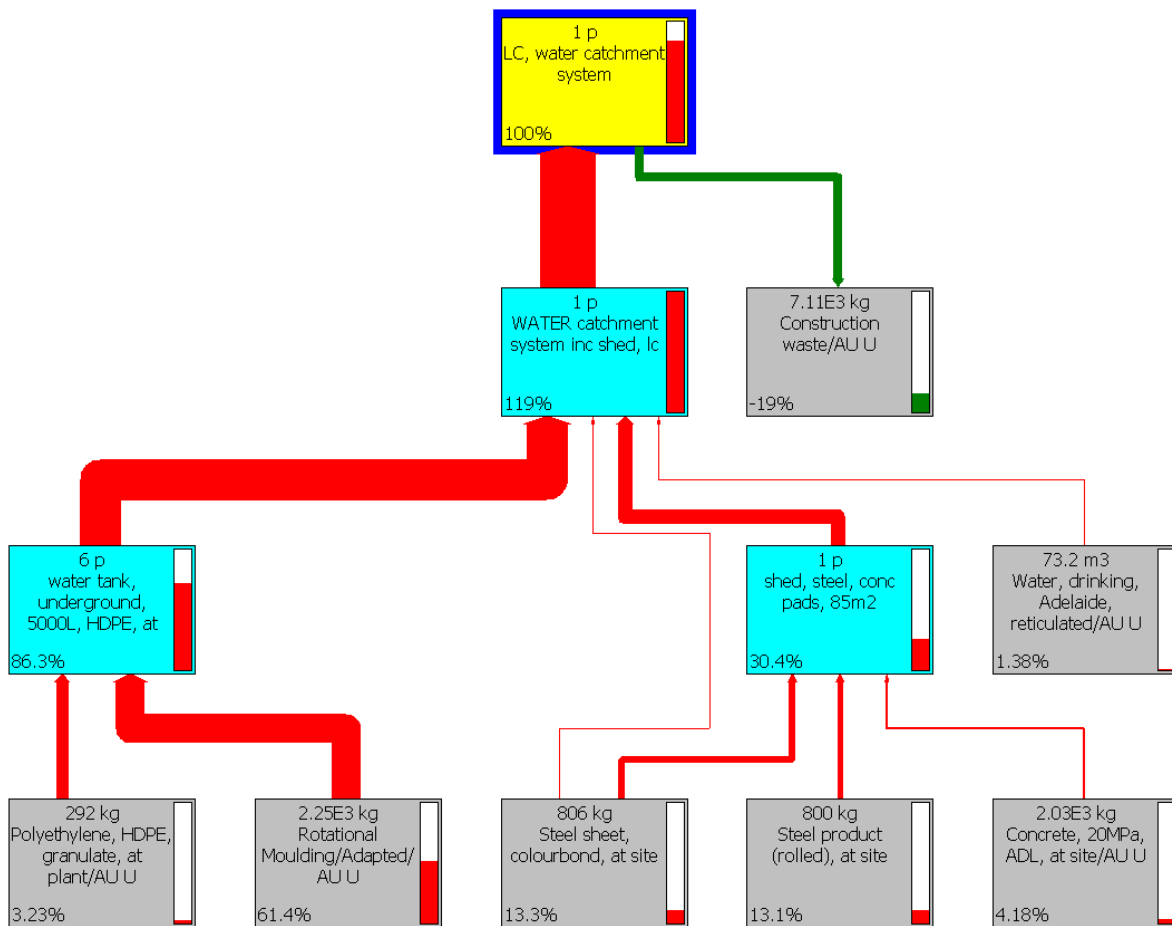 1 p
LC, water catchment
system
100%
1 p
WATER catchment
system inc shed, lc
119%
7.11E3 kg
Construction
waste/AU U
-19%
6 p
water tank,
underground,
5000L, HDPE, at
86.3%
1 p
shed, steel, conc
pads, 85m2
30.4%
73.2 m3
Water, drinking,
Adelaide,
reticulated/AU U
1.38%
292 kg
Polyethylene, HDPE,
granulate, at
plant/AU U
3.23%
2.25E3 kg
Rotational
Moulding/Adapted/
AU U
61.4%
806 kg
Steel sheet,
colourbond, at site
13.3%
800 kg
Steel product
(rolled), at site
13.1%
2.03E3 kg
Concrete, 20MPa,
ADL, at site/AU U
4.18%